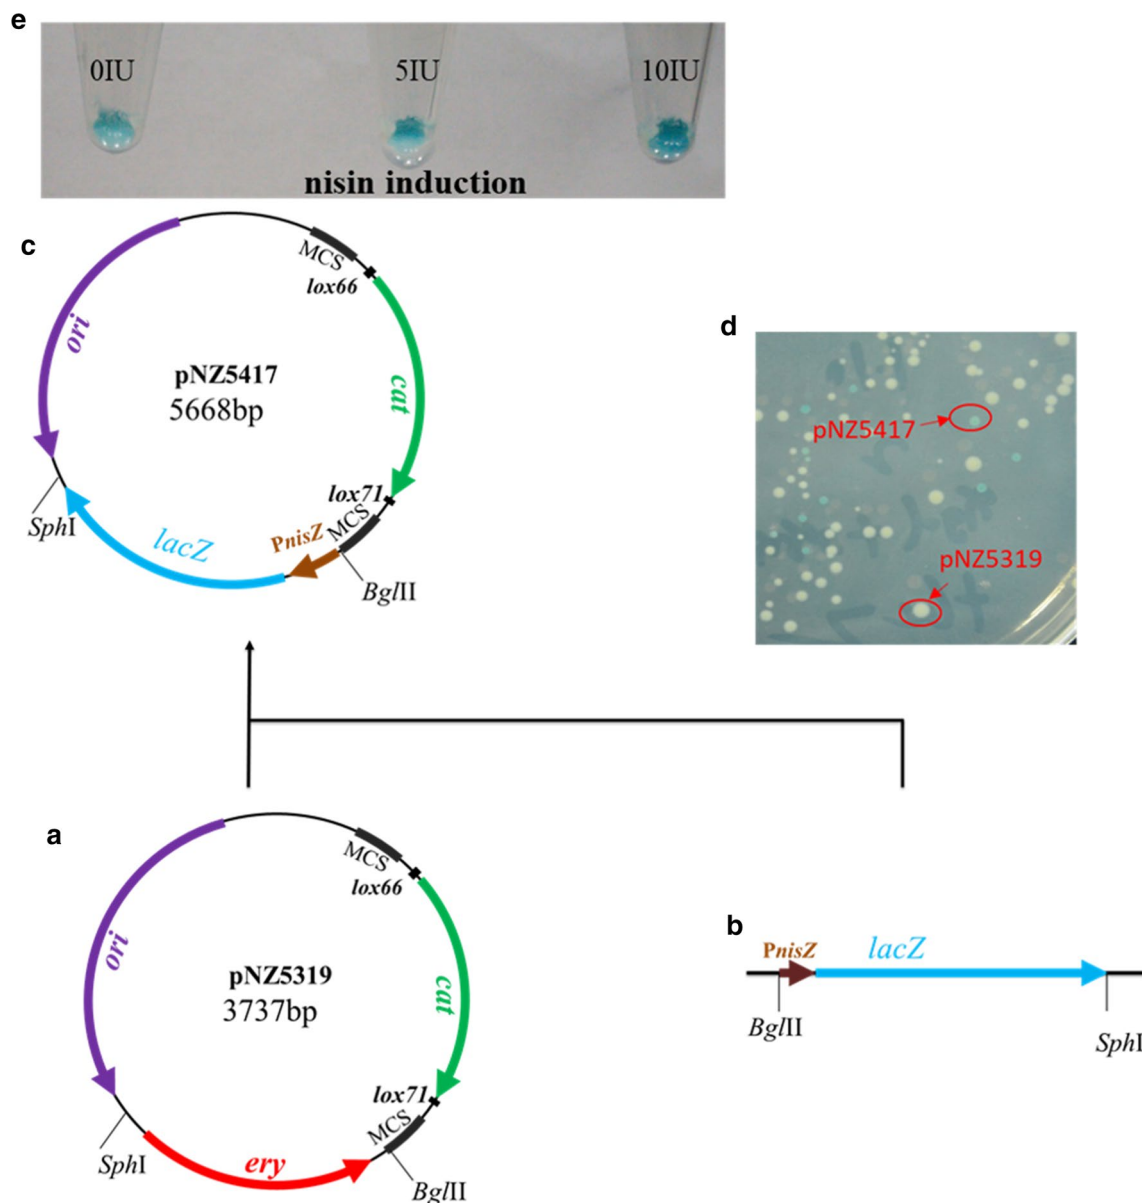 e
0IU
5IU
10IU
nisin induction
c
MCS
lox66
ori
pNZ5417
5668bp
cat
lox71
MCS
PnisZ
lacZ
SphI
BglII
d
pNZ5417
pNZ5319
a
MCS
lox66
ori
pNZ5319
3737bp
cat
lox71
MCS
SphI
ery
BglII
b
PnisZ
lacZ
BglII
SphI